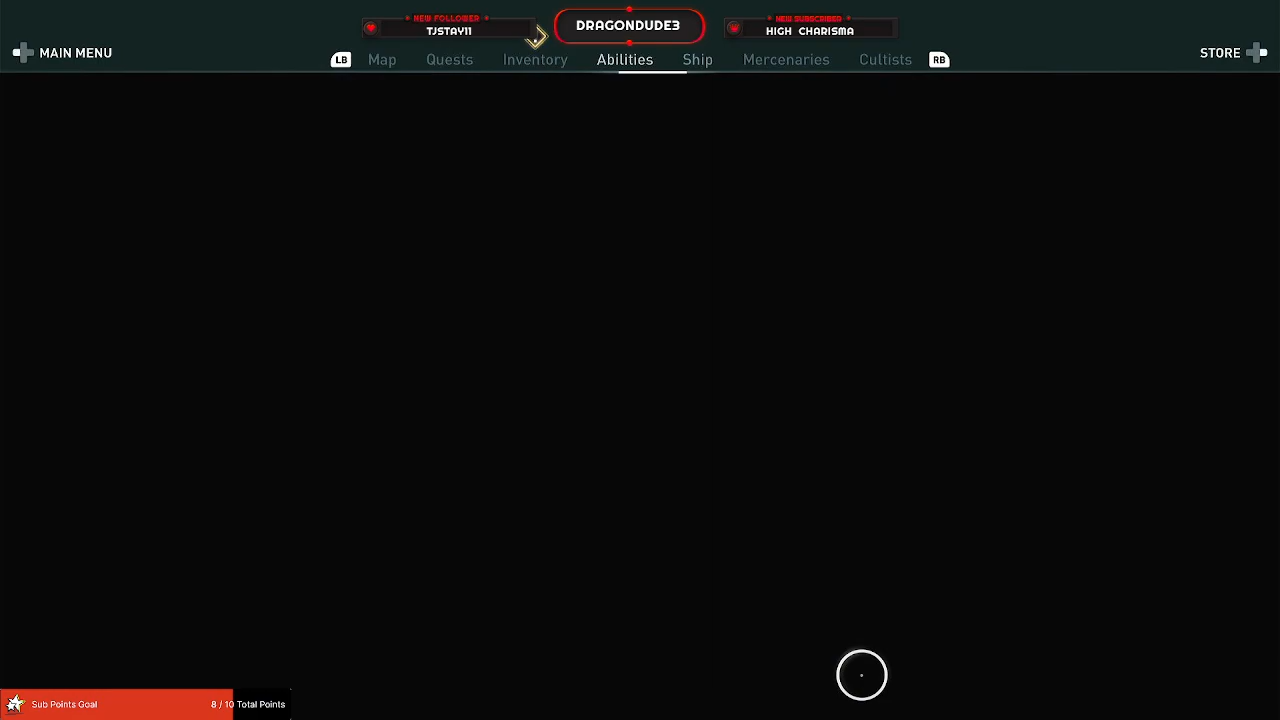 NEW FOLLOWER
TJSTAY11
DRAGONDUDE3
NEW SUBSCRIBER
HIGH CHARISMA
MAIN MENU
LB Map Quests Inventory Abilities Ship Mercenaries Cultists RB
STORE
Sub Points Goal 8 / 10 Total Points